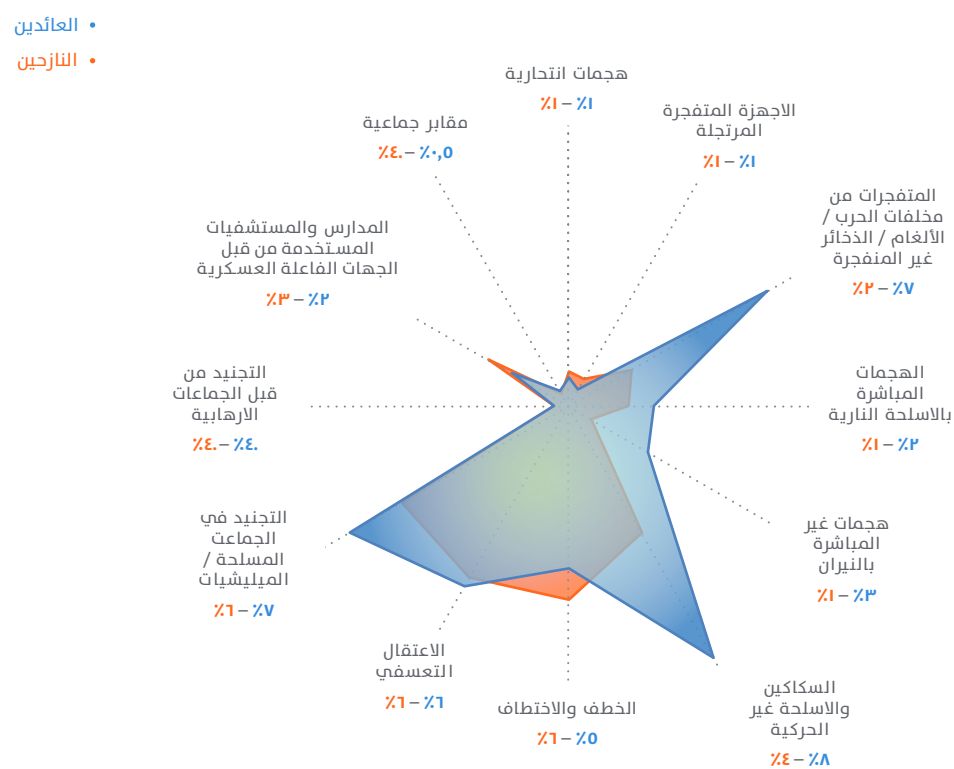 العائدين
النازحين
هجمات انتحارية
٪١ – ٪١
الاجهزة المتفجرة
المرتجلة
٪١ – ٪١
المتفجرات من
مخلفات الحرب /
الألغام / الذخائر
غير المنفجرة
٪٧ – ٪٢
الهجمات
المباشرة
بالاسلحة النارية
٪٢ – ٪١
هجمات غير
المباشرة
بالنيران
٪٣ – ٪١
السكاكين
والاسلحة غير
الحركية
٪٨ – ٪٤
الخطف والاختطاف
٪٥ – ٪٦
الاعتقال
التعسفي
٪٦ – ٪٦
التجنيد في
الجماعت
المسلحة /
الميليشيات
٪٧ – ٪٦
التجنيد من
قبل الجماعات
الارهابية
٪٤. – ٪٤.
المدارس والمستشفيات
المستخدمة من قبل
الجهات الفاعلة العسكرية
٪٢ – ٪٣
مقابر جماعية
٪٠,٥ – ٪٤.